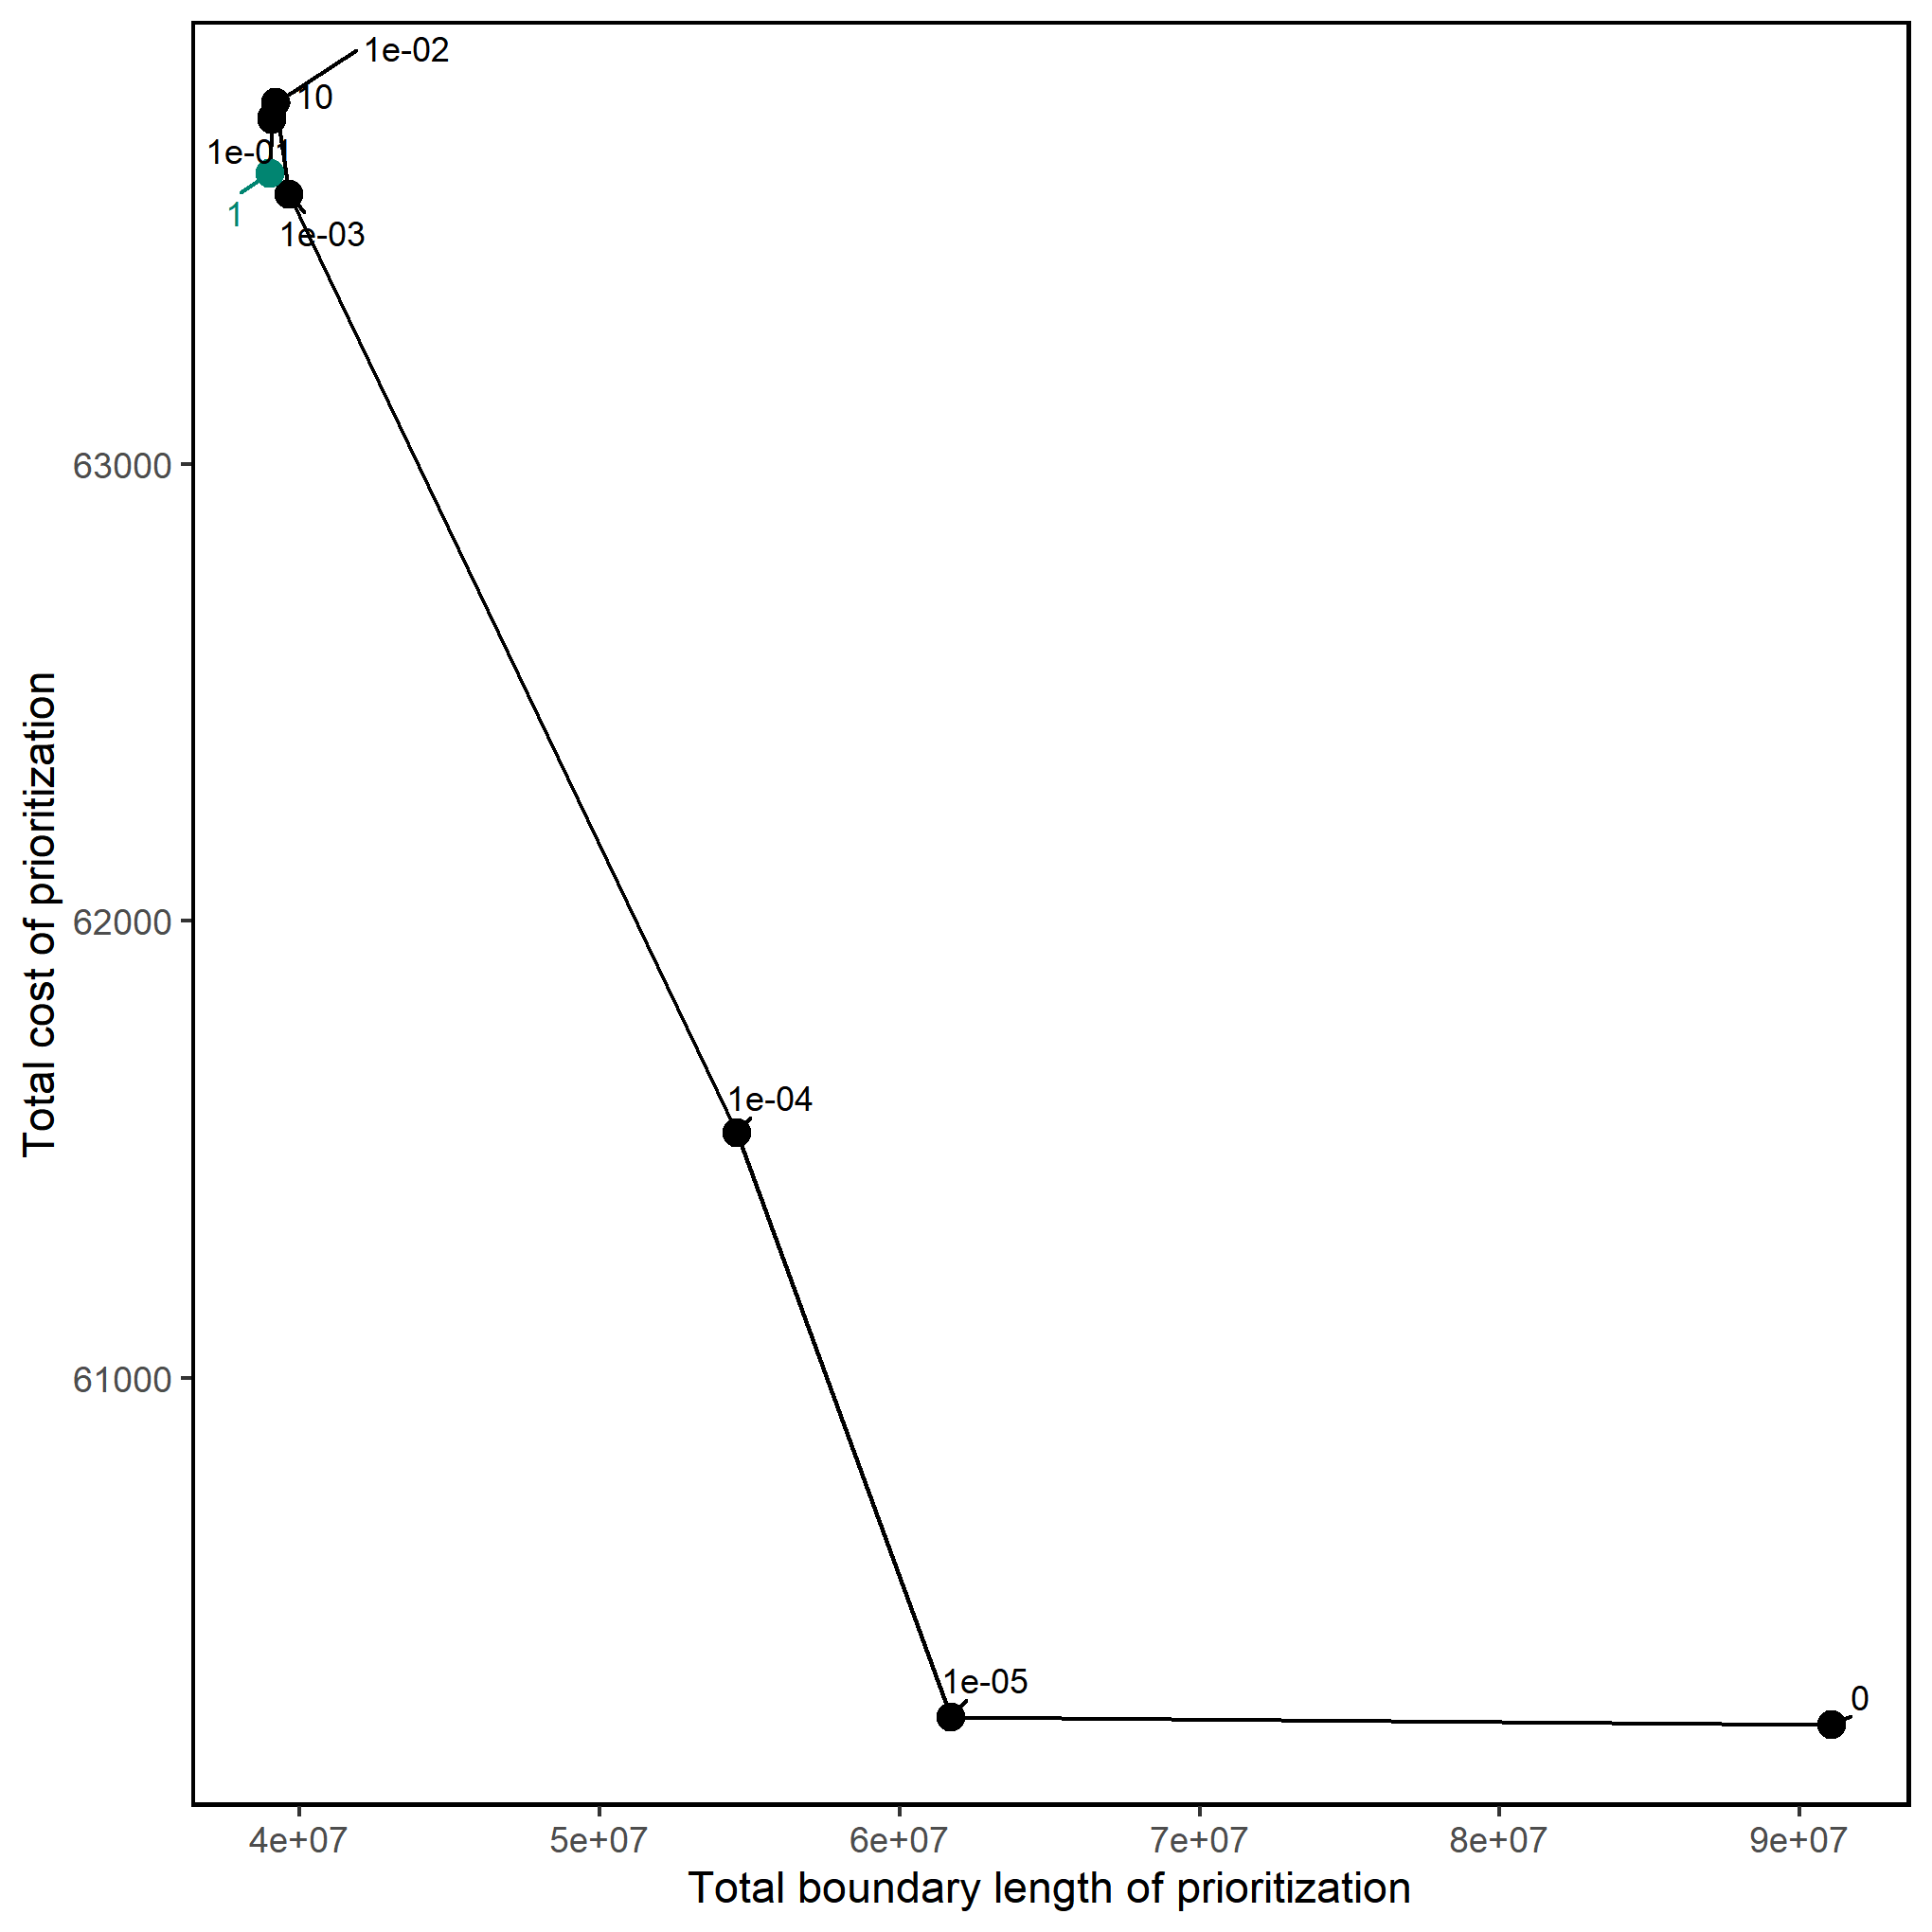 1e-02
10
1e-01
1
1e-03
63000
62000
61000
Total cost of prioritization
1e-04
1e-05
0
4e+07
5e+07
6e+07
7e+07
8e+07
9e+07
Total boundary length of prioritization